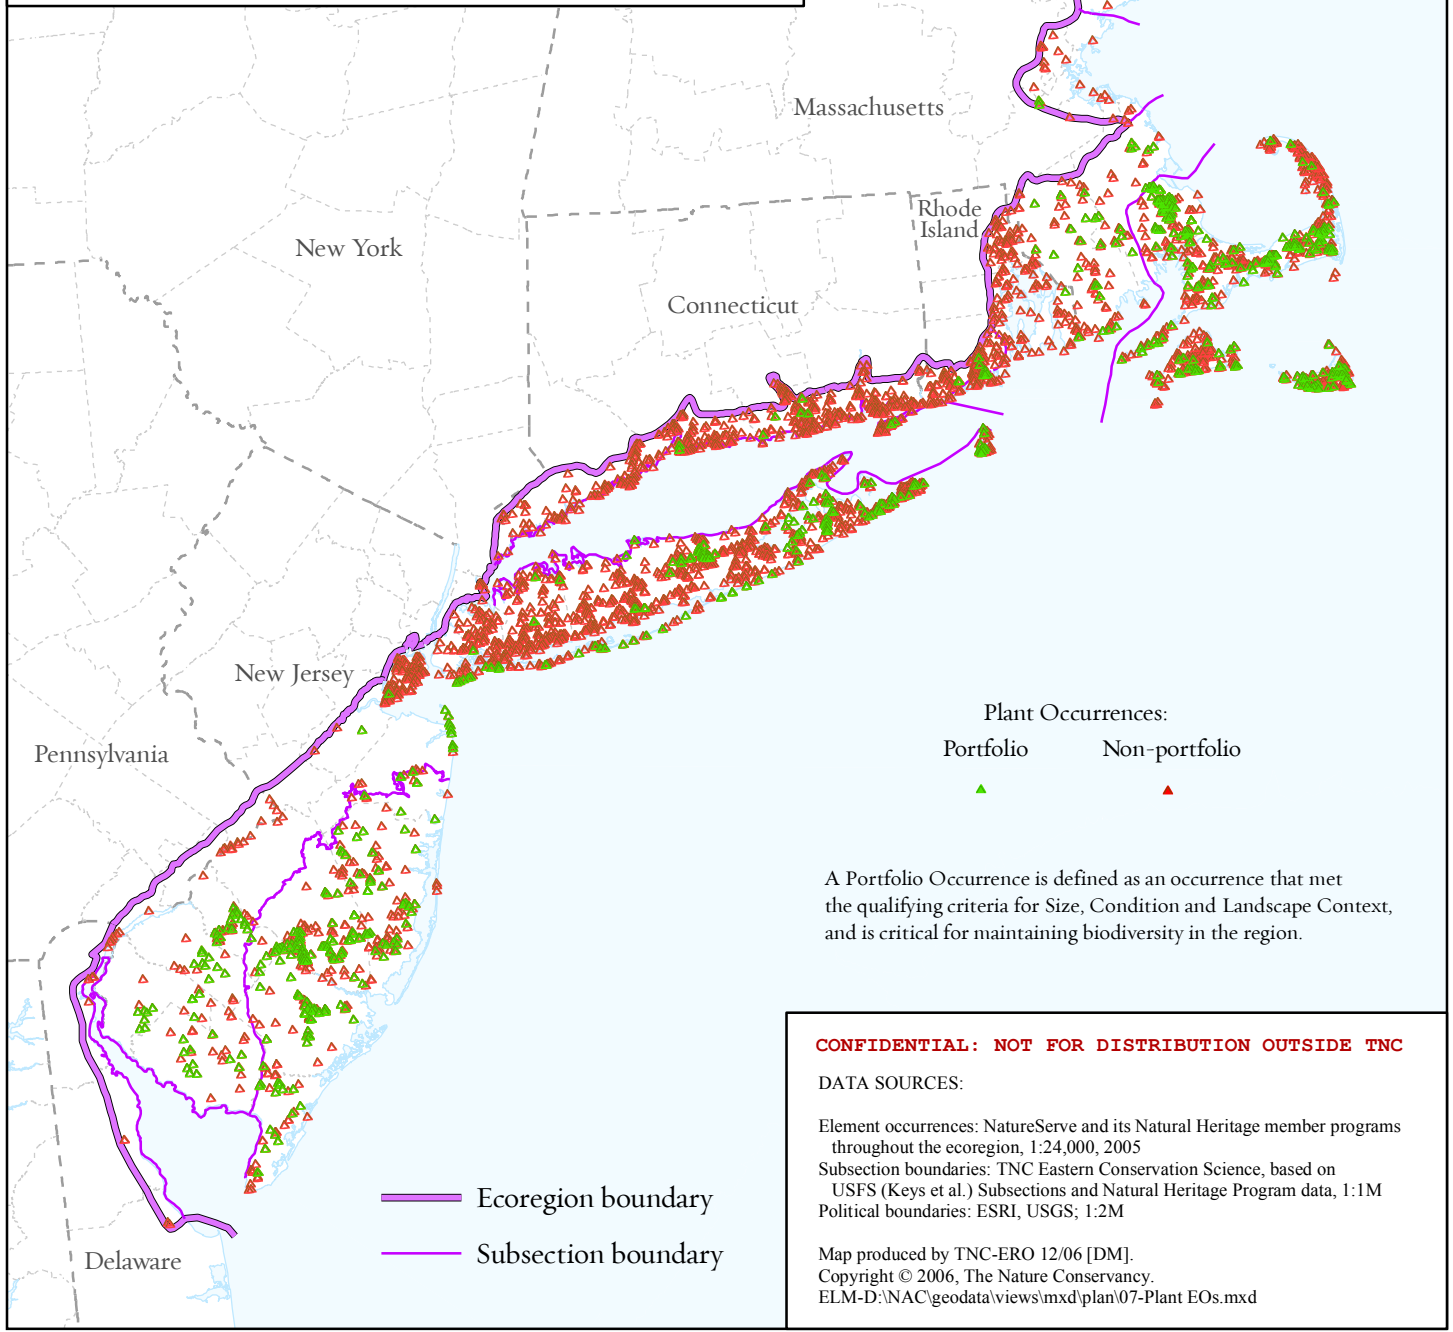 Massachusetts
Rhode
Island
New York
Connecticut
New Jersey
Pennsylvania
Plant Occurrences:
Portfolio Non-portfolio
A Portfolio Occurrence is defined as an occurrence that met
the qualifying criteria for Size, Condition and Landscape Context,
and is critical for maintaining biodiversity in the region.
CONFIDENTIAL: NOT FOR DISTRIBUTION OUTSIDE TNC
DATA SOURCES:
Element occurrences: NatureServe and its Natural Heritage member programs
throughout the ecoregion, 1:24,000, 2005
Subsection boundaries: TNC Eastern Conservation Science, based on
USFS (Keys et al.) Subsections and Natural Heritage Program data, 1:1M
Political boundaries: ESRI, USGS; 1:2M
Map produced by TNC-ERO 12/06 [DM].
Copyright © 2006, The Nature Conservancy.
ELM-D:\NAC\geodata\views\mxd\plan\07-Plant EOs.mxd
Ecoregion boundary
Subsection boundary
Delaware